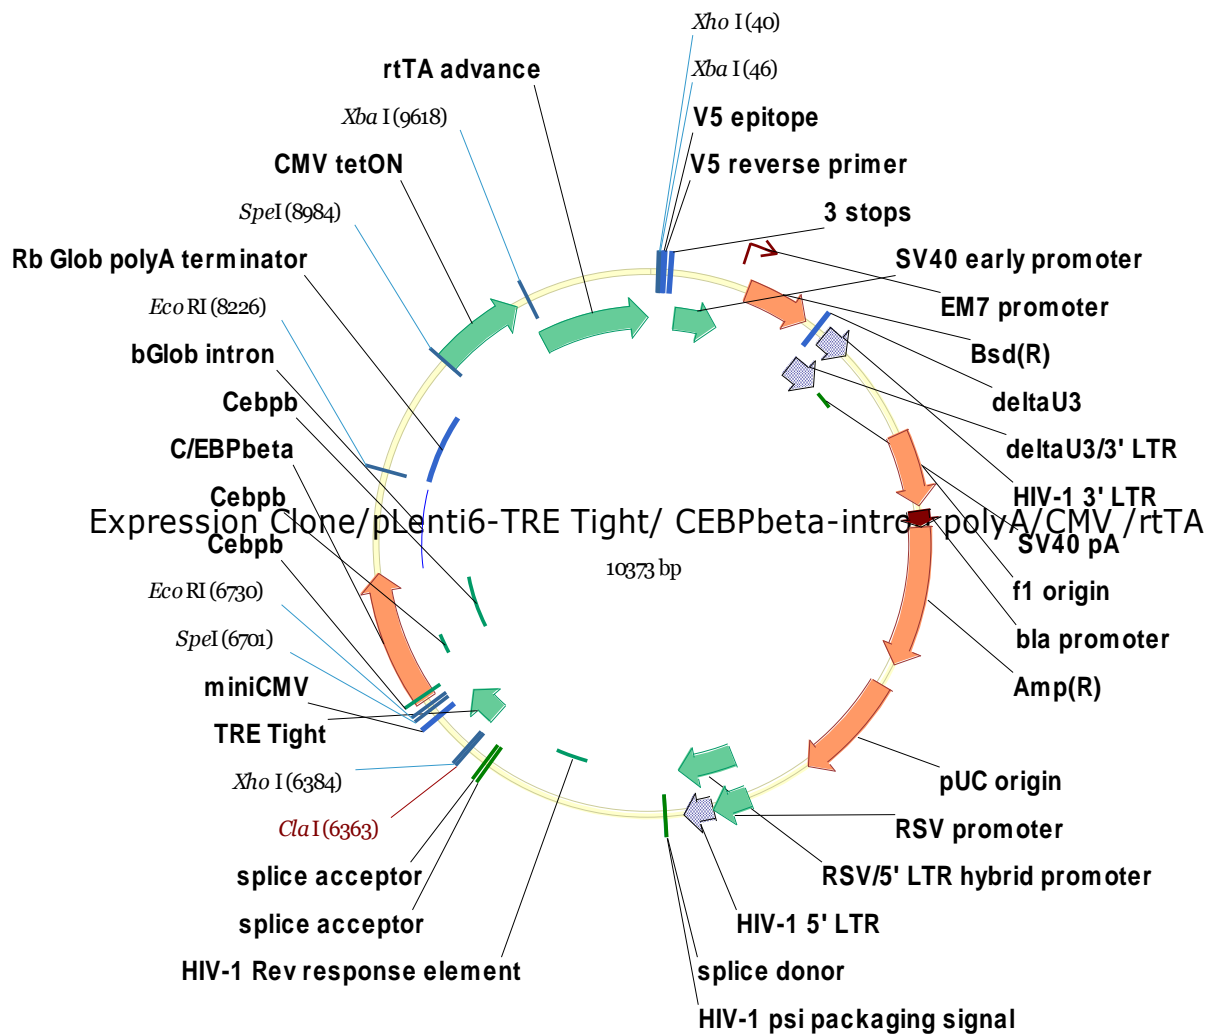 Xho I (40)
Xba I (46)
rtTA advance
Xba I (9618)
V5 epitope
CMV tetON
V5 reverse primer
SpeI (8984)
3 stops
Rb Glob polyA terminator
SV40 early promoter
Eco RI (8226)
EM7 promoter
bGlob intron
Bsd(R)
Cebpb
deltaU3
C/EBPbeta
deltaU3/3' LTR
Cebpb
HIV-1 3' LTR
Expression Clone/pLenti6-TRE Tight/ CEBPbeta-intron polyA/CMV /rtTA
Cebpb
SV40 pA
10373 bp
Eco RI (6730)
f1 origin
SpeI (6701)
bla promoter
miniCMV
Amp(R)
TRE Tight
Xho I (6384)
pUC origin
Cla I (6363)
RSV promoter
splice acceptor
RSV/5' LTR hybrid promoter
splice acceptor
HIV-1 5' LTR
HIV-1 Rev response element
splice donor
HIV-1 psi packaging signal